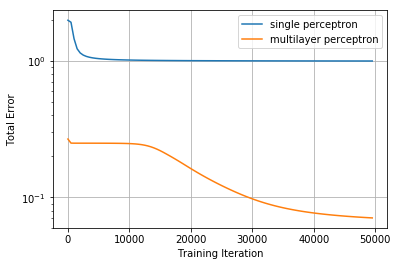 single perceptron
multilayer perceptron
Total Error
10⁰
10⁻¹
0 10000 20000 30000 40000 50000
Training Iteration